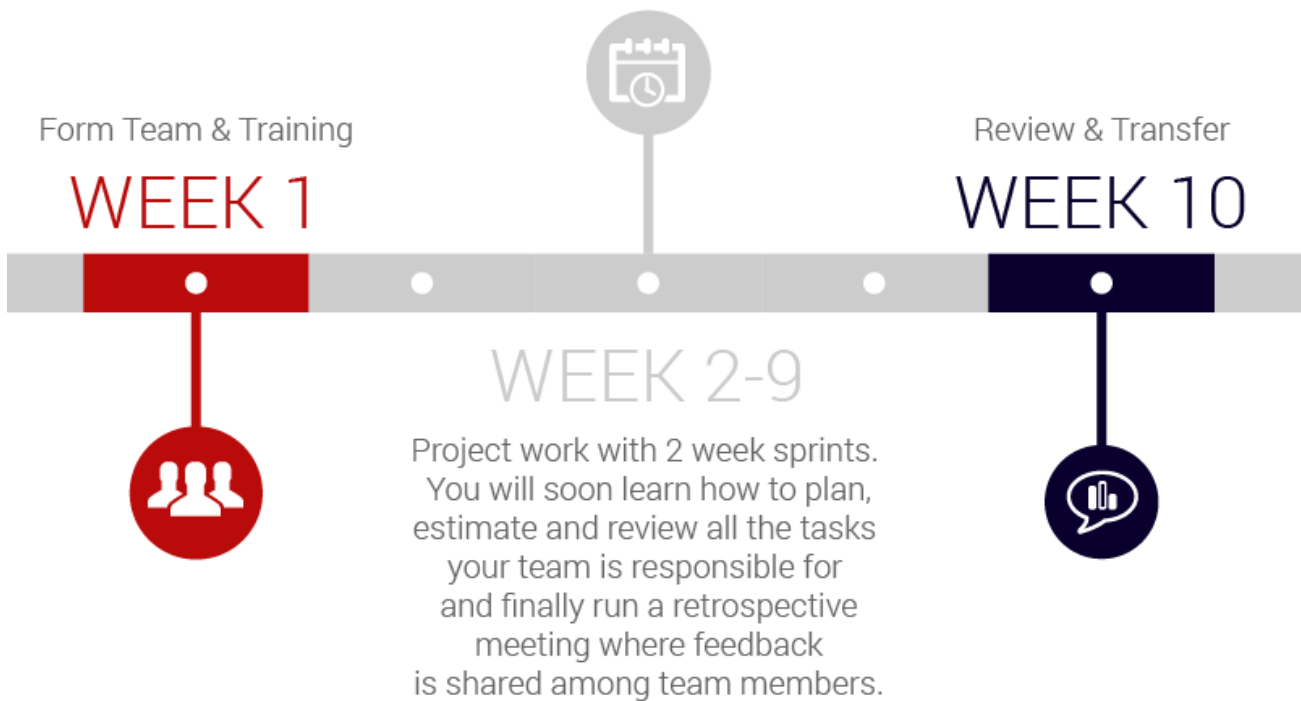 Form Team & Training
WEEK 1
Review & Transfer
WEEK 10
WEEK 2-9
Project work with 2 week sprints.
You will soon learn how to plan,
estimate and review all the tasks
your team is responsible for
and finally run a retrospective
meeting where feedback
is shared among team members.